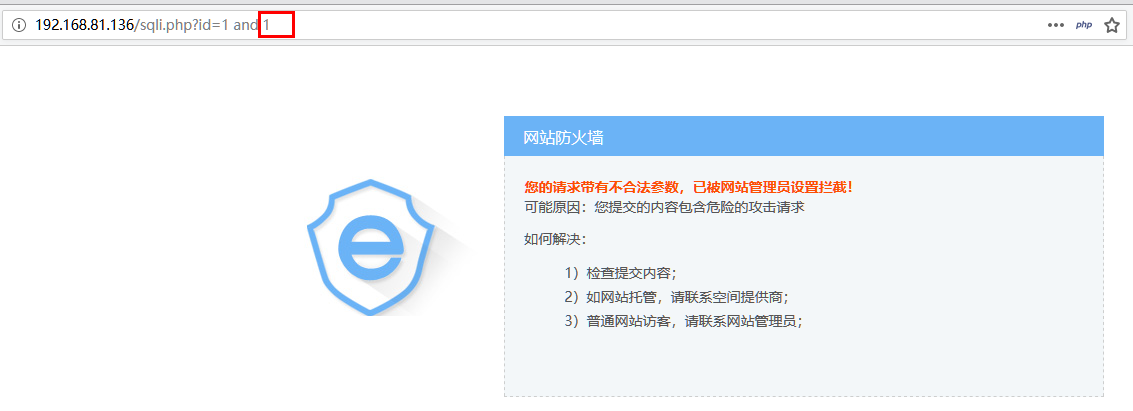 192.168.81.136/sqli.php?id=1 and 1
php
网站防火墙
您的请求带有不合法参数，已被网站管理员设置拦截！
可能原因：您提交的内容包含危险的攻击请求
如何解决：
1）检查提交内容；
2）如网站托管，请联系空间提供商；
3）普通网站访客，请联系网站管理员；